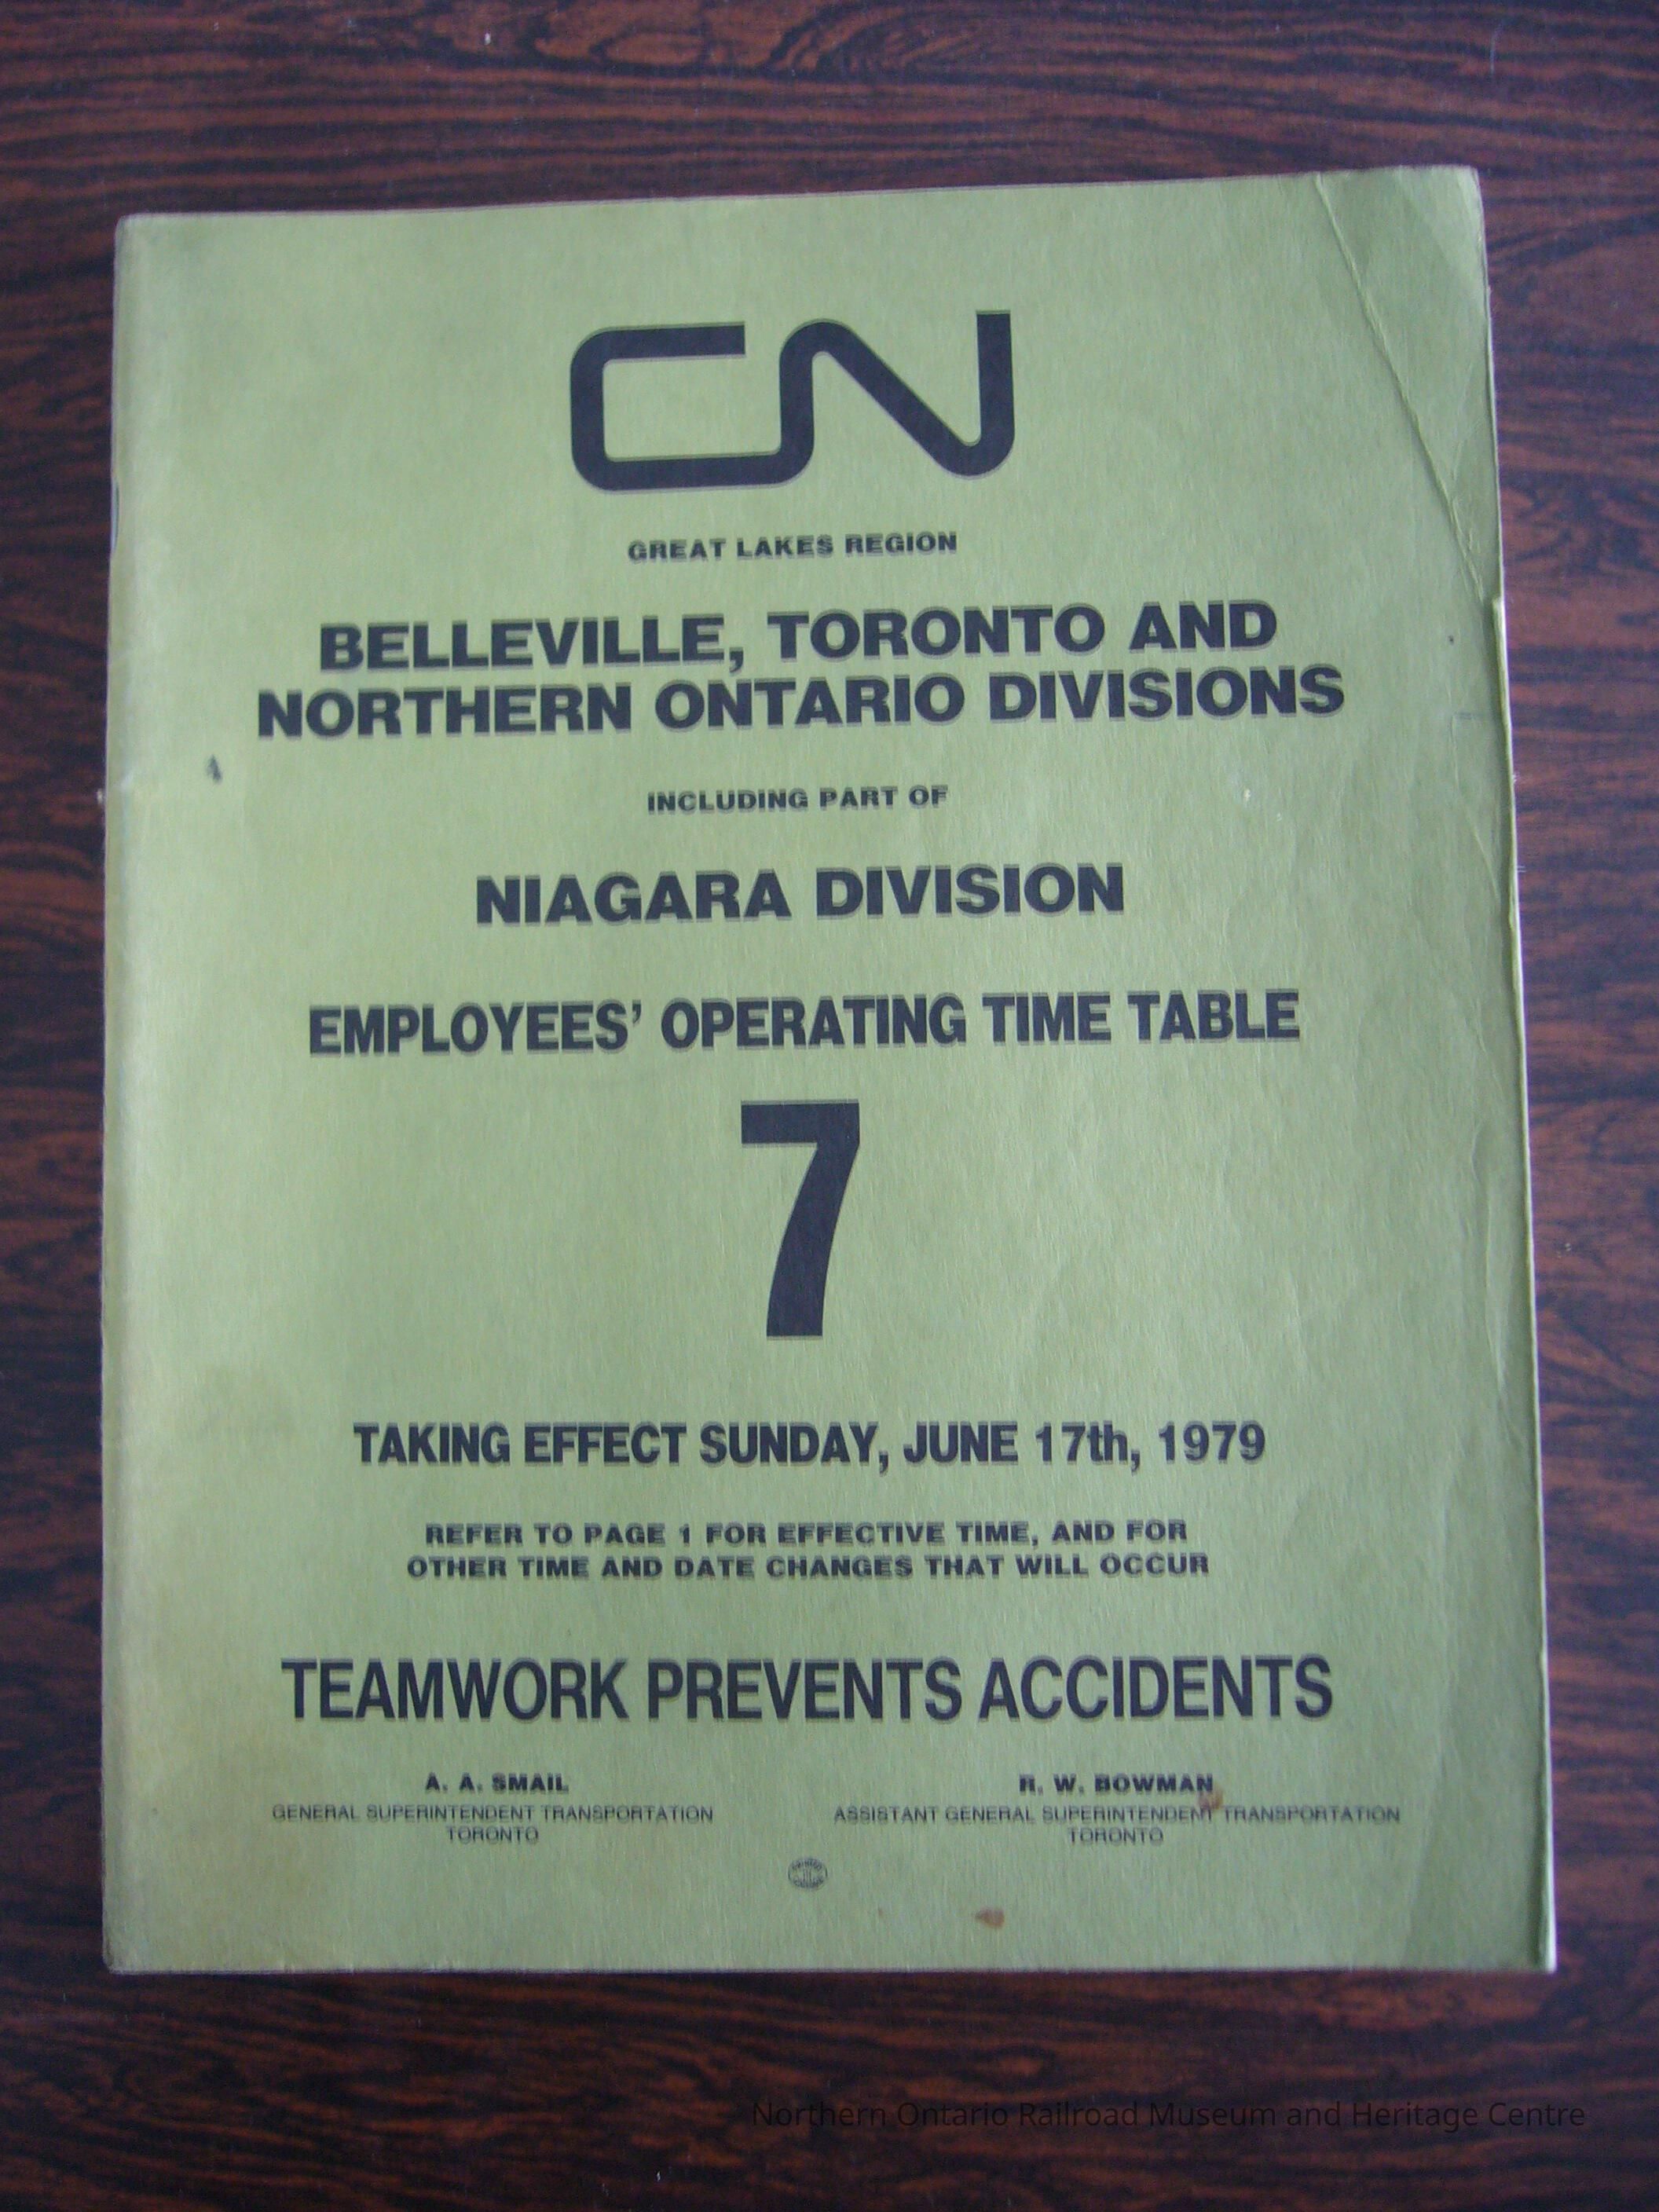 CN
GREAT LAKES REGION
BELLEVILLE, TORONTO AND
NORTHERN ONTARIO DIVISIONS
INCLUDING PART OF
NIAGARA DIVISION
EMPLOYEES' OPERATING TIME TABLE
7
TAKING EFFECT SUNDAY, JUNE 17th, 1979
REFER TO PAGE 1 FOR EFFECTIVE TIME, AND FOR
OTHER TIME AND DATE CHANGES THAT WILL OCCUR
TEAMWORK PREVENTS ACCIDENTS
A. A. SMAIL
GENERAL SUPERINTENDENT TRANSPORTATION
TORONTO
R. W. BOWMAN
ASSISTANT GENERAL SUPERINTENDENT TRANSPORTATION
TORONTO
Northern Ontario Railroad Museum and Heritage Centre